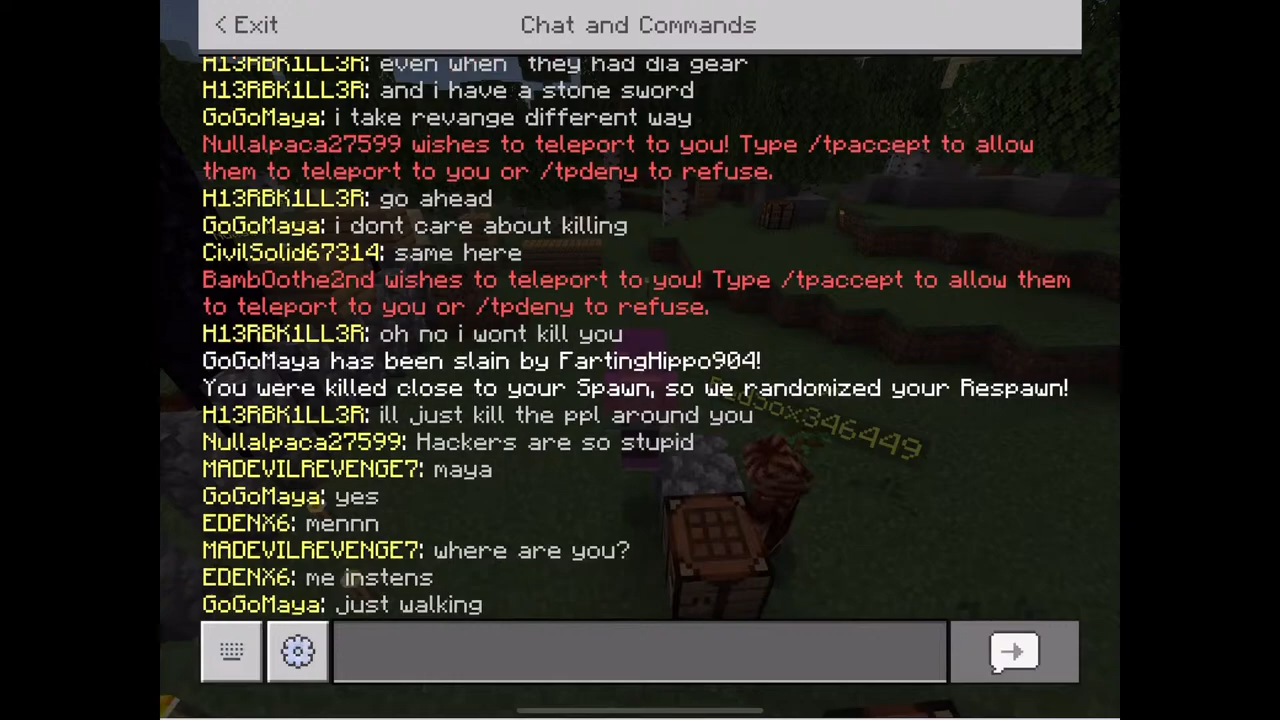 < Exit
Chat and Commands
H13RBK1LL3R: even when they had dia gear
H13RBK1LL3R: and i have a stone sword
GoGoMaya: i take revange different way
Nullalpaca27599 wishes to teleport to you! Type /tpaccept to allow
them to teleport to you or /tpdeny to refuse.
H13RBK1LL3R: go ahead
GoGoMaya: i dont care about killing
CivilSolid67314: same here
BambOothe2nd wishes to teleport to you! Type /tpaccept to allow them
to teleport to you or /tpdeny to refuse.
H13RBK1LL3R: oh no i wont kill you
GoGoMaya has been slain by FartingHippo904!
You were killed close to your Spawn, so we randomized your Respawn!
H13RBK1LL3R: ill just kill the ppl around you
Nullalpaca27599: Hackers are so stupid
MADEVILREVENGE7: maya
GoGoMaya: yes
EDENX6: mennn
MADEVILREVENGE7: where are you?
EDENX6: me instens
GoGoMaya: just walking